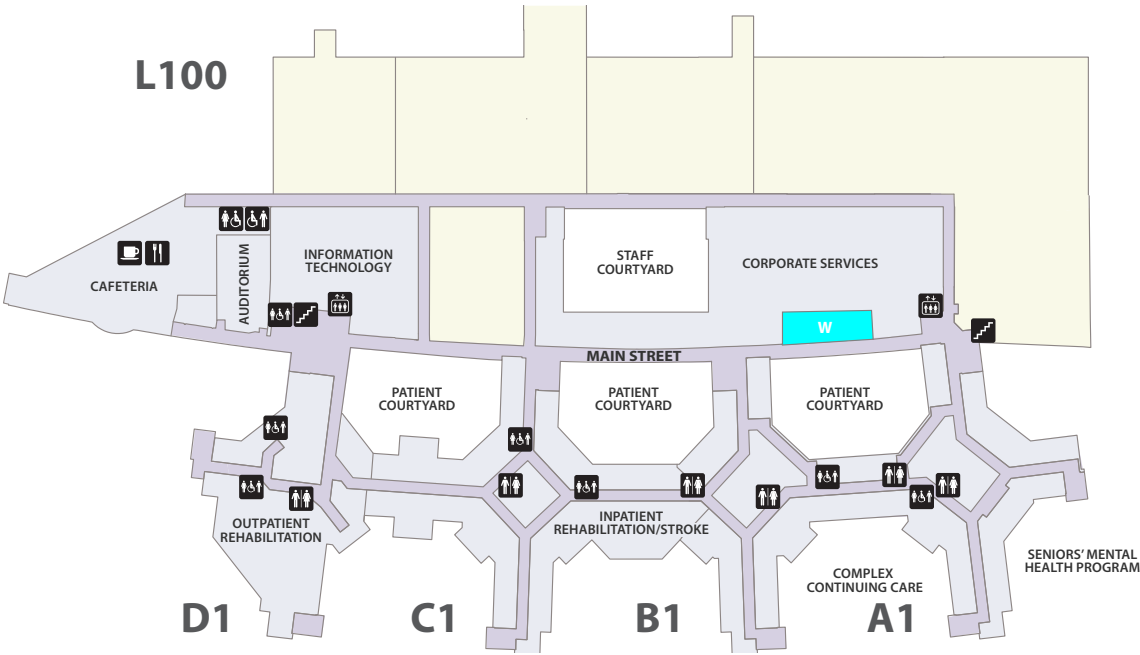 L100
STAFF
COURTYARD
INFORMATION
TECHNOLOGY
AUDITORIUM
CORPORATE SERVICES
CAFETERIA
W
MAIN STREET
PATIENT
COURTYARD
PATIENT
COURTYARD
PATIENT
COURTYARD
OUTPATIENT
REHABILITATION
INPATIENT
REHABILITATION/STROKE
SENIORS’ MENTAL
HEALTH PROGRAM
COMPLEX
CONTINUING CARE
D1
C1
B1
A1